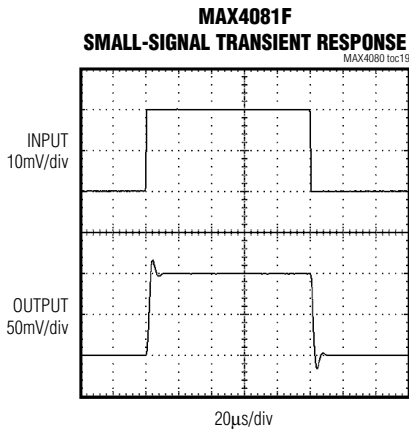 MAX4081F
SMALL-SIGNAL TRANSIENT RESPONSE
MAX4080 toc19
INPUT
10mV/div
OUTPUT
50mV/div
20µs/div